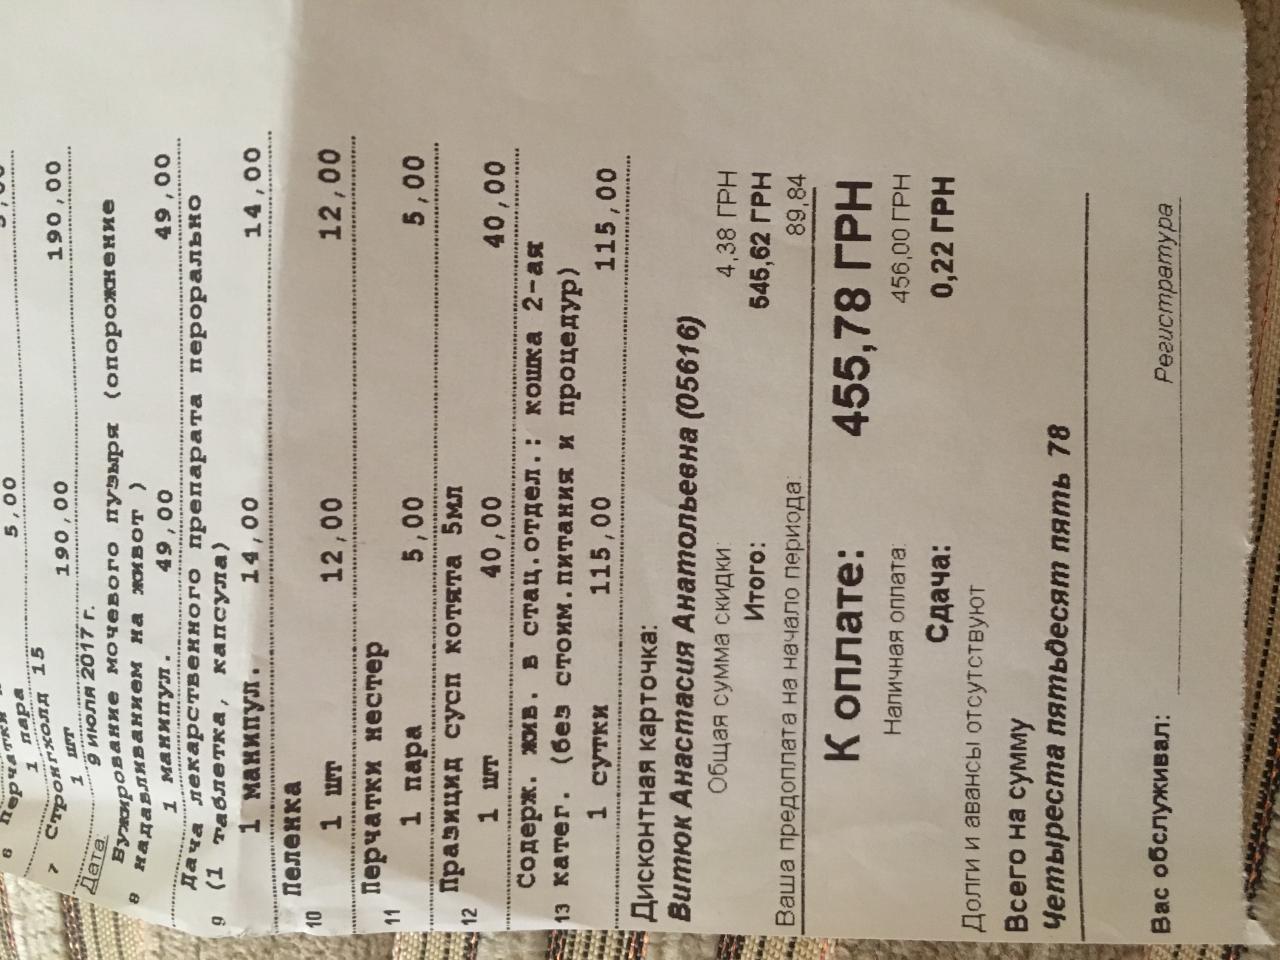 6 Перчатки
1 пара 5,00 5,00
7 Стронгхолд 15
1 шт 190,00 190,00
Дата: 9 июля 2017 г.
Бужирование мочевого пузыря (опорожнение
8 надавливанием на живот )
1 манипул. 49,00 49,00
Дача лекарственного препарата перорально
9 (1 таблетка, капсула)
1 манипул. 14,00 14,00
Пеленка
10 1 шт 12,00 12,00
Перчатки нестер
11 1 пара 5,00 5,00
Празицид сусп котята 5мл
12 1 шт 40,00 40,00
Содерж. жив. в стац.отдел.: кошка 2-ая
13 катег. (без стоим.питания и процедур)
1 сутки 115,00 115,00
Дисконтная карточка:
Витюк Анастасия Анатольевна (05616)
Общая сумма скидки: 4,38 ГРН
Итого: 545,62 ГРН
Ваша предоплата на начало периода: 89,84
К оплате: 455,78 ГРН
Наличная оплата: 456,00 ГРН
Сдача: 0,22 ГРН
Долги и авансы отсутствуют
Всего на сумму
Четыреста пятьдесят пять 78
Вас обслуживал: Регистратура